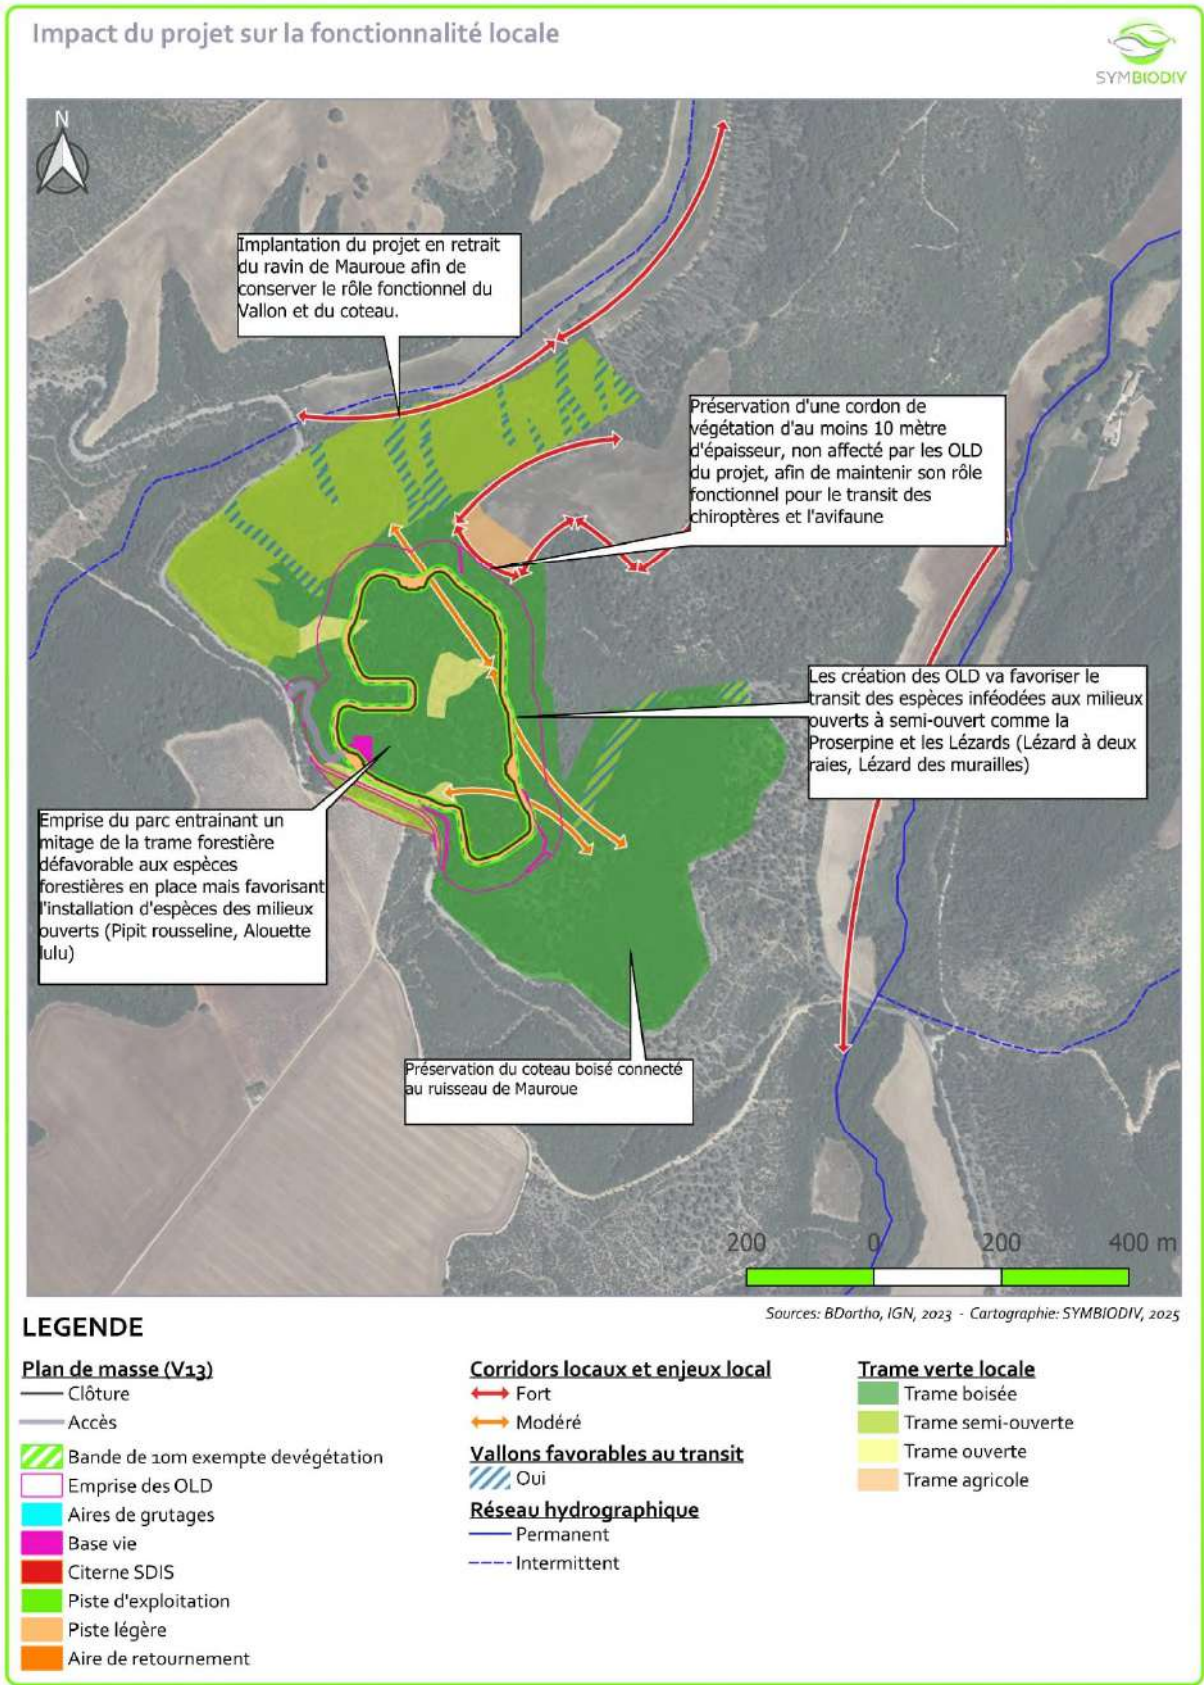 Impact du projet sur la fonctionnalité locale
SYMBIODIV
N
Implantation du projet en retrait
du ravin de Mauroue afin de
conserver le rôle fonctionnel du
Vallon et du coteau.
Préservation d'une cordon de
végétation d'au moins 10 mètre
d'épaisseur, non affecté par les OLD
du projet, afin de maintenir son rôle
fonctionnel pour le transit des
chiroptères et l'avifaune
Les création des OLD va favoriser le
transit des espèces inféodées aux milieux
ouverts à semi-ouvert comme la
Proserpine et les Lézards (Lézard à deux
raies, Lézard des murailles)
Emprise du parc entrainant un
mitage de la trame forestière
défavorable aux espèces
forestières en place mais favorisant
l'installation d'espèces des milieux
ouverts (Pipit rousseline, Alouette
lulu)
Préservation du coteau boisé connecté
au ruisseau de Mauroue
200 0 200 400 m
Sources: BDortho, IGN, 2023 - Cartographie: SYMBIODIV, 2025
LEGENDE
Plan de masse (V13)
Clôture
Accès
Bande de 10m exempte devégétation
Emprise des OLD
Aires de grutages
Base vie
Citerne SDIS
Piste d'exploitation
Piste légère
Aire de retournement
Corridors locaux et enjeux local
Fort
Modéré
Vallons favorables au transit
Oui
Réseau hydrographique
Permanent
Intermittent
Trame verte locale
Trame boisée
Trame semi-ouverte
Trame ouverte
Trame agricole